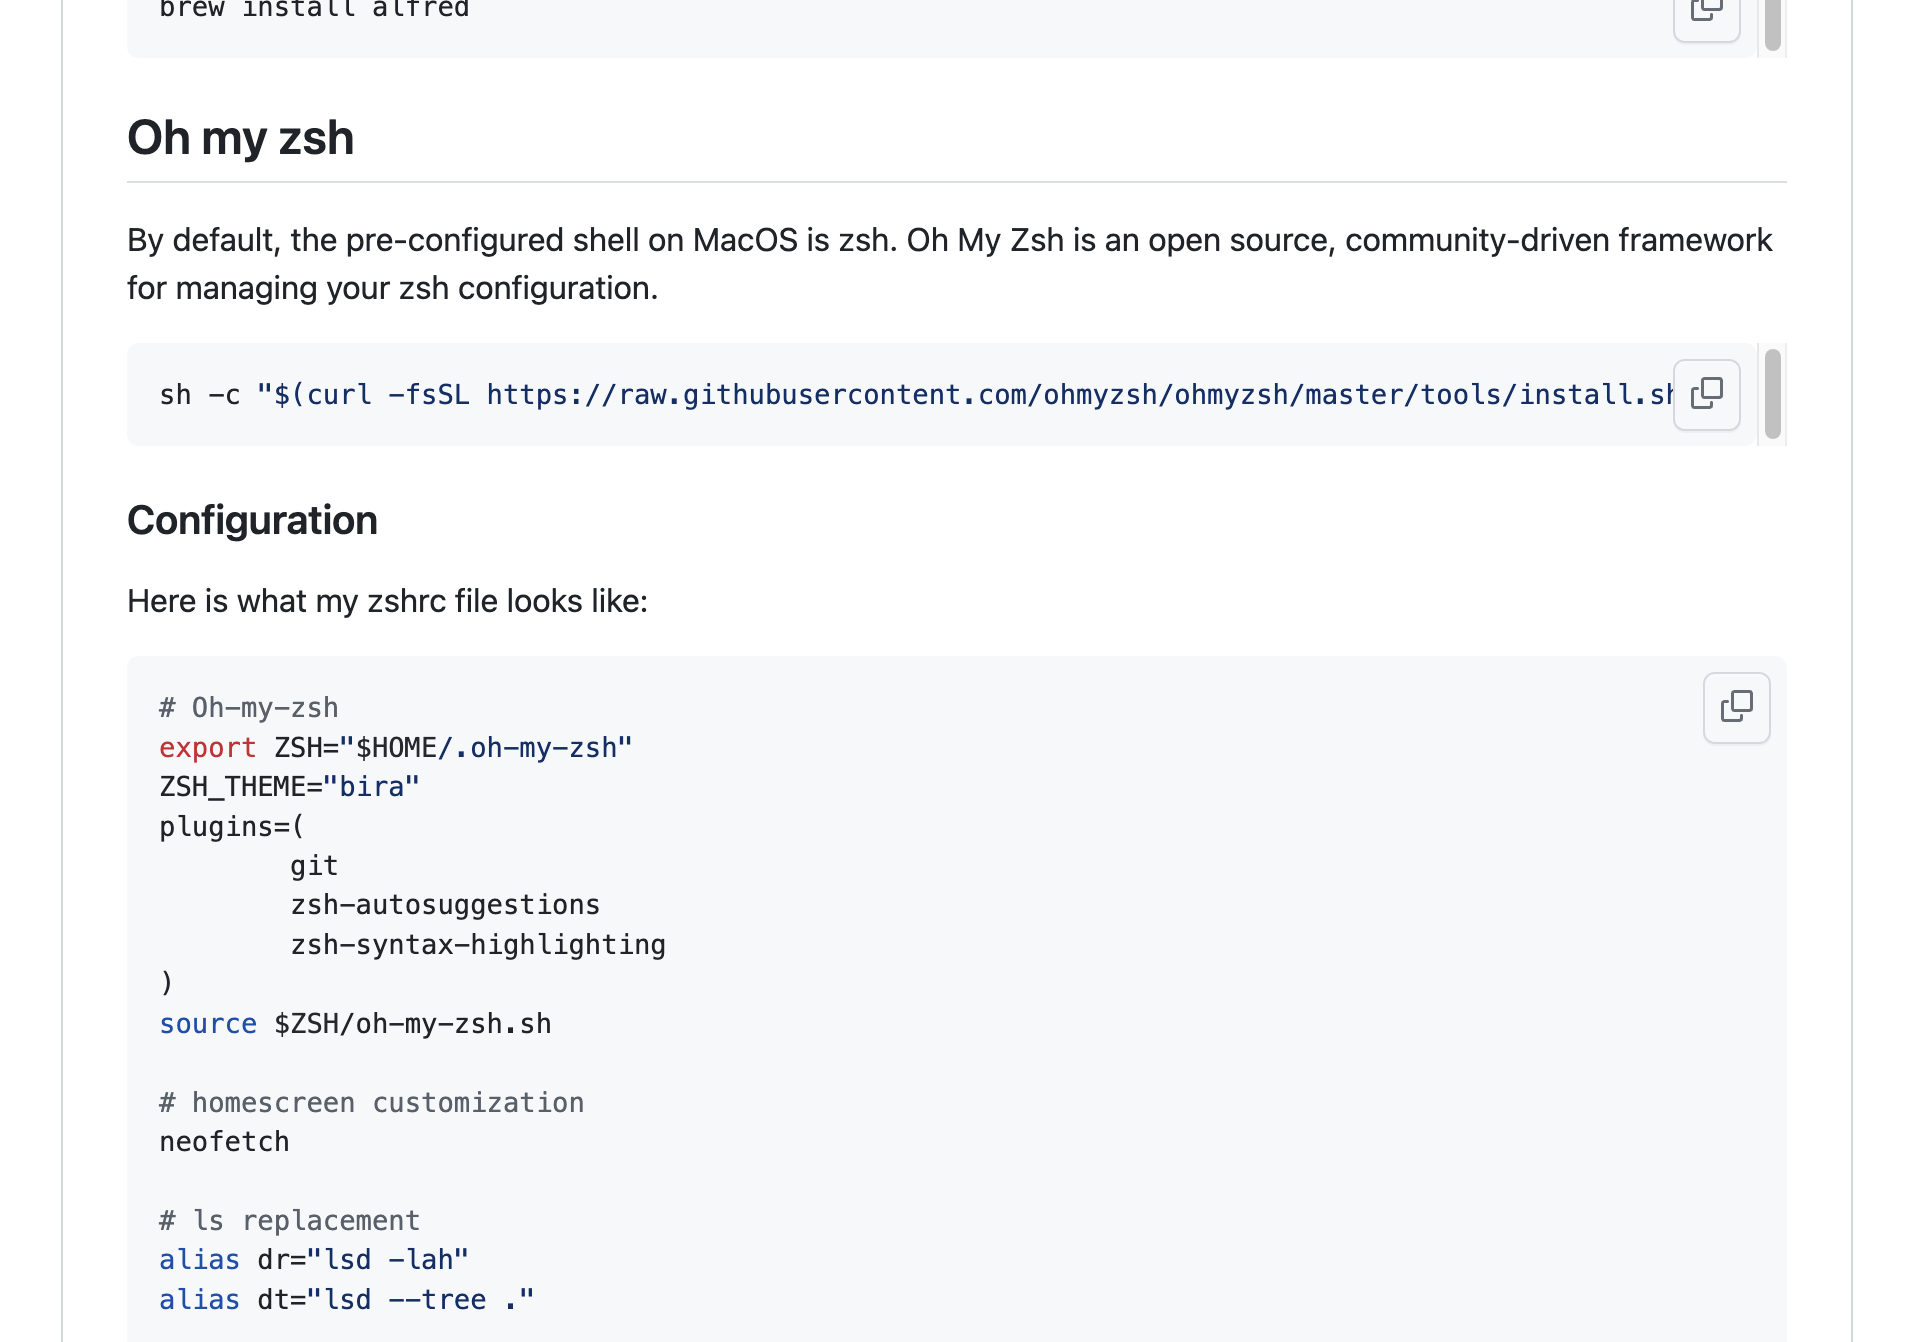 brew install alfred
Oh my zsh
By default, the pre-configured shell on MacOS is zsh. Oh My Zsh is an open source, community-driven framework
for managing your zsh configuration.
sh -c "$(curl -fsSL https://raw.githubusercontent.com/ohmyzsh/ohmyzsh/master/tools/install.sh
Configuration
Here is what my zshrc file looks like:
# Oh-my-zsh
export ZSH="$HOME/.oh-my-zsh"
ZSH_THEME="bira"
plugins=(
        git
        zsh-autosuggestions
        zsh-syntax-highlighting
)
source $ZSH/oh-my-zsh.sh
# homescreen customization
neofetch
# ls replacement
alias dr="lsd -lah"
alias dt="lsd --tree ."